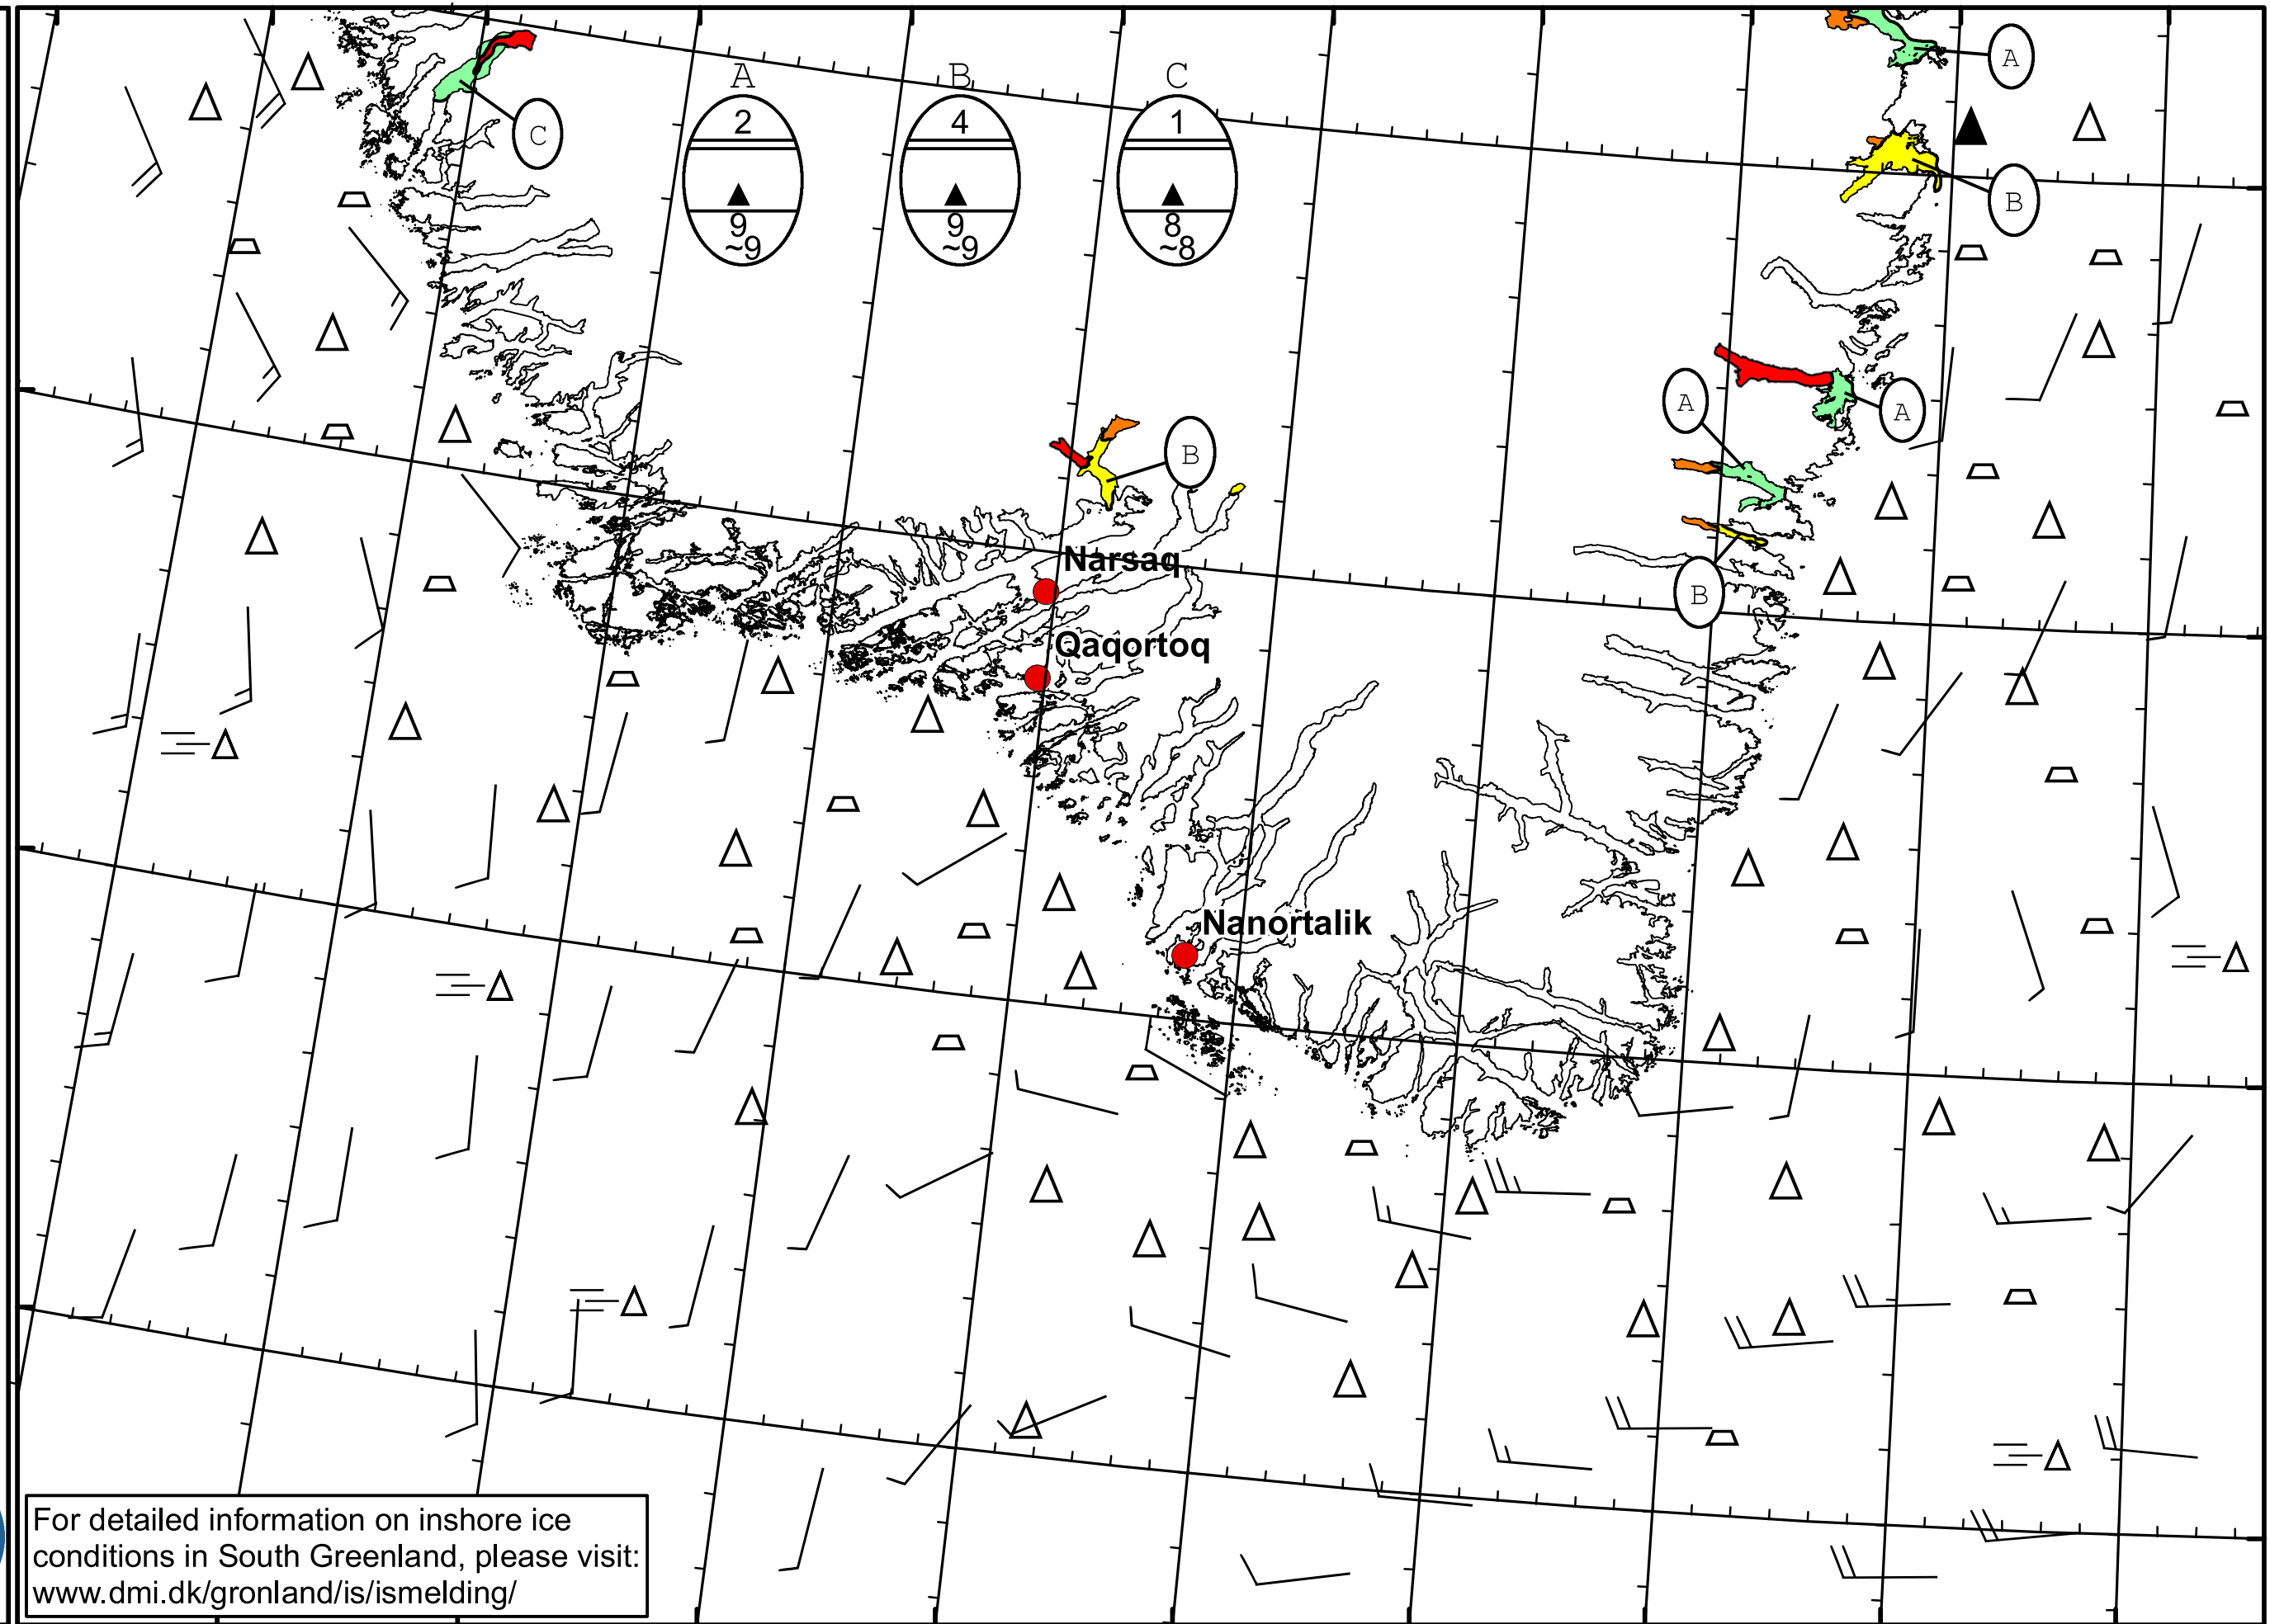 A
B
C
2
4
1
9
~9
9
~9
8
~8
C
A
B
A
A
B
B
Narsaq
Qaqortoq
Nanortalik
For detailed information on inshore ice
conditions in South Greenland, please visit:
www.dmi.dk/gronland/is/ismelding/